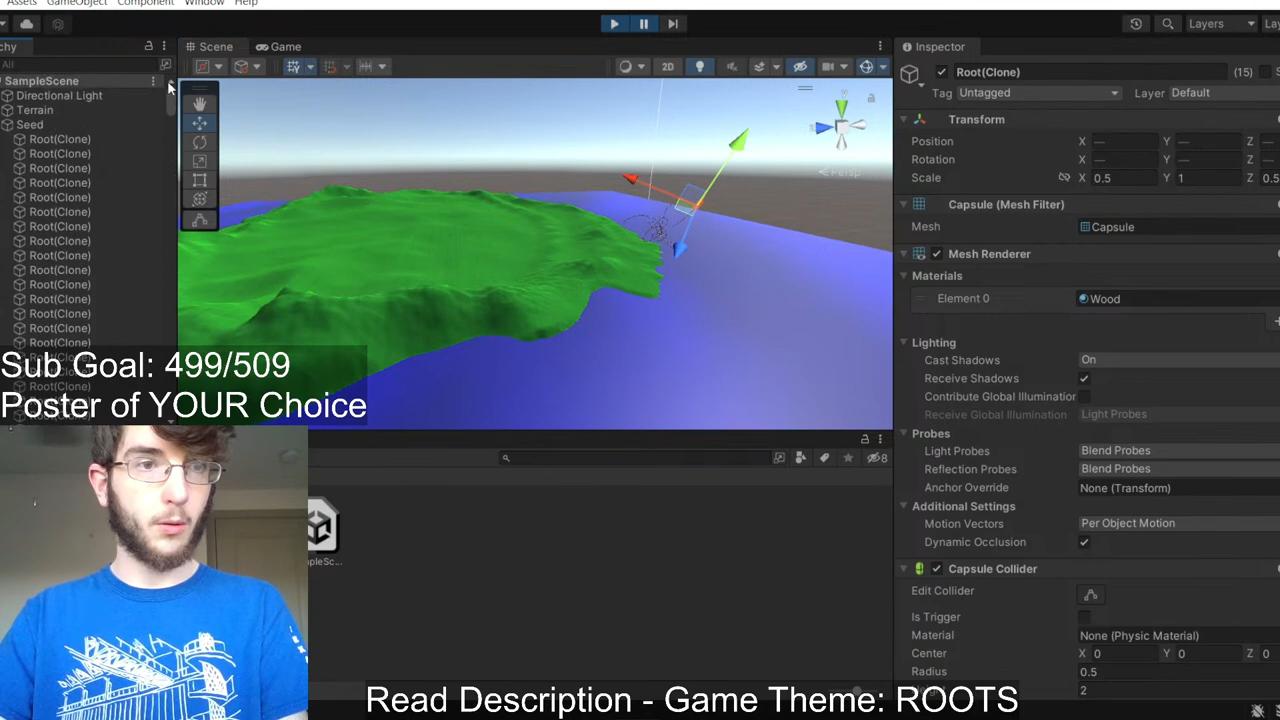 Assets GameObject Component Window Help
Layers
Scene Game
SampleScene
Directional Light
Terrain
Seed
Root(Clone)
Root(Clone)
Root(Clone)
Root(Clone)
Root(Clone)
Root(Clone)
Root(Clone)
Root(Clone)
Root(Clone)
Root(Clone)
Root(Clone)
Root(Clone)
Root(Clone)
Root(Clone)
All
2D
y
Persp
Inspector
Root(Clone) (15)
Tag Untagged Layer Default
Transform
Position X — Y — Z —
Rotation X — Y — Z —
Scale X 0.5 Y 1 Z 0.5
Capsule (Mesh Filter)
Mesh Capsule
Mesh Renderer
Materials
Element 0 Wood
Lighting
Cast Shadows On
Receive Shadows
Contribute Global Illumination
Receive Global Illumination Light Probes
Probes
Light Probes Blend Probes
Reflection Probes Blend Probes
Anchor Override None (Transform)
Additional Settings
Motion Vectors Per Object Motion
Dynamic Occlusion
Capsule Collider
Edit Collider
Is Trigger
Material None (Physic Material)
Center X 0 Y 0 Z 0
Radius 0.5
2
8
Sub Goal: 499/509
Poster of YOUR Choice
Read Description - Game Theme: ROOTS